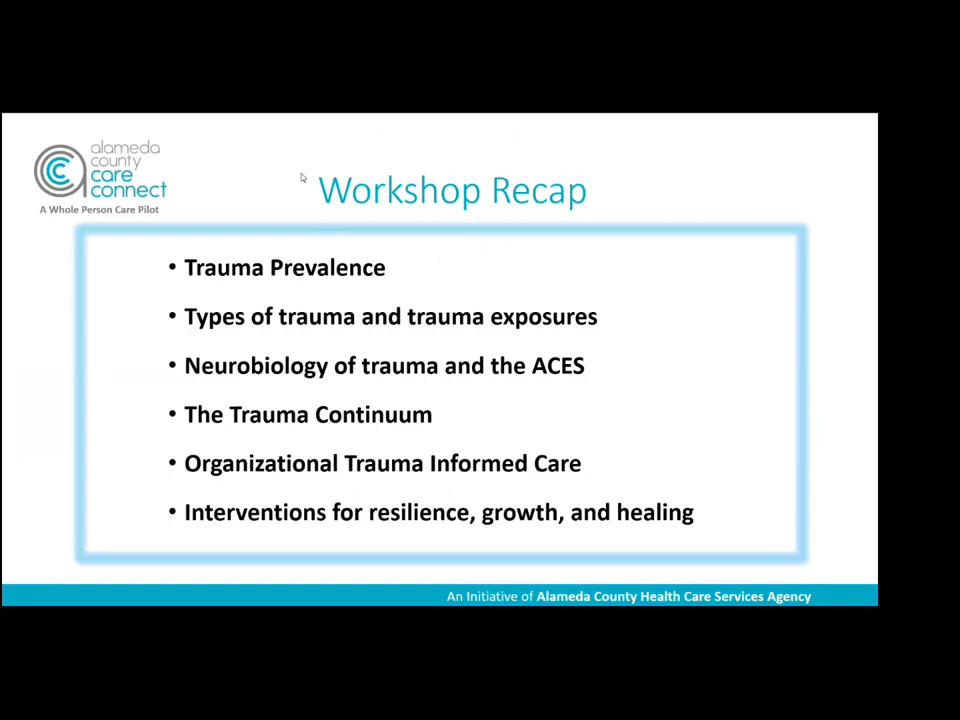 alameda
county
care
connect
A Whole Person Care Pilot
Workshop Recap
• Trauma Prevalence
• Types of trauma and trauma exposures
• Neurobiology of trauma and the ACES
• The Trauma Continuum
• Organizational Trauma Informed Care
• Interventions for resilience, growth, and healing
An Initiative of Alameda County Health Care Services Agency